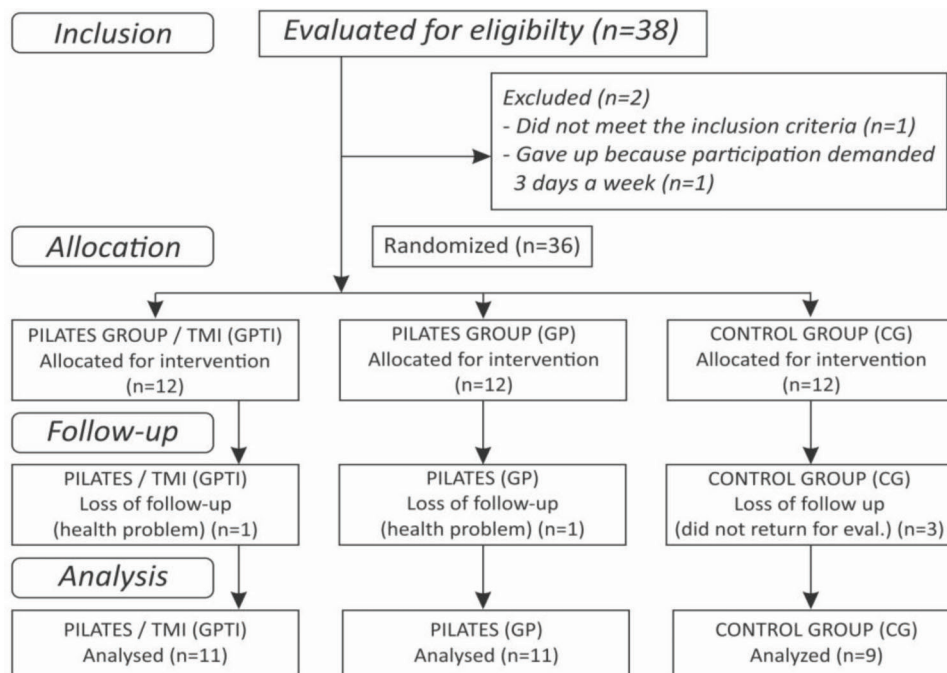 Inclusion
Evaluated for eligibilty (n=38)
Excluded (n=2)
- Did not meet the inclusion criteria (n=1)
- Gave up because participation demanded
3 days a week (n=1)
Allocation
Randomized (n=36)
PILATES GROUP / TMI (GPTI)
Allocated for intervention
(n=12)
PILATES GROUP (GP)
Allocated for intervention
(n=12)
CONTROL GROUP (CG)
Allocated for intervention
(n=12)
Follow-up
PILATES / TMI (GPTI)
Loss of follow-up
(health problem) (n=1)
PILATES (GP)
Loss of follow-up
(health problem) (n=1)
CONTROL GROUP (CG)
Loss of follow up
(did not return for eval.) (n=3)
Analysis
PILATES / TMI (GPTI)
Analysed (n=11)
PILATES (GP)
Analysed (n=11)
CONTROL GROUP (CG)
Analyzed (n=9)